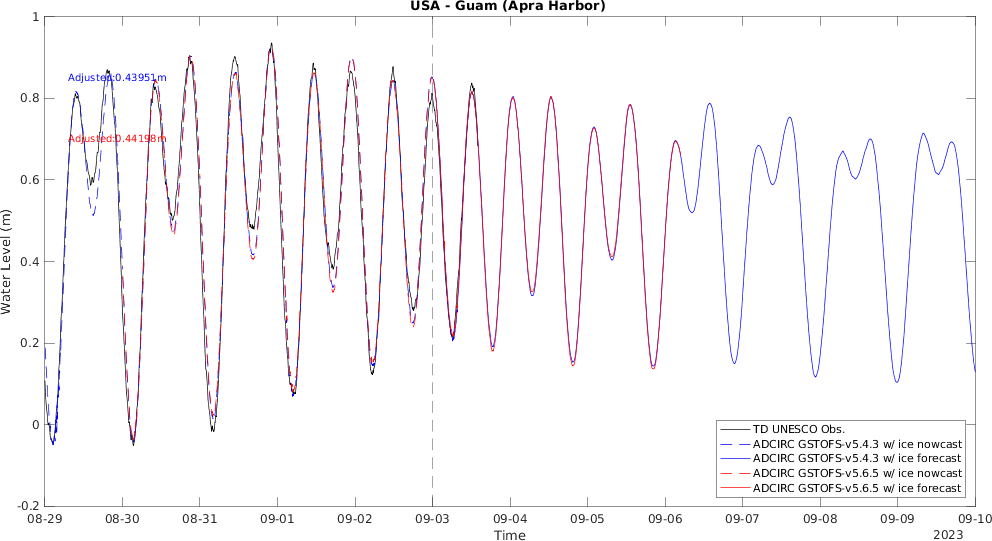 USA - Guam (Apra Harbor)
1
0.8
0.6
0.4
0.2
0
-0.2
Water Level (m)
Adjusted:0.43951m
Adjusted:0.44198m
TD UNESCO Obs.
ADCIRC GSTOFS-v5.4.3 w/ ice nowcast
ADCIRC GSTOFS-v5.4.3 w/ ice forecast
ADCIRC GSTOFS-v5.6.5 w/ ice nowcast
ADCIRC GSTOFS-v5.6.5 w/ ice forecast
08-29 08-30 08-31 09-01 09-02 09-03 09-04 09-05 09-06 09-07 09-08 09-09 09-10
Time
2023